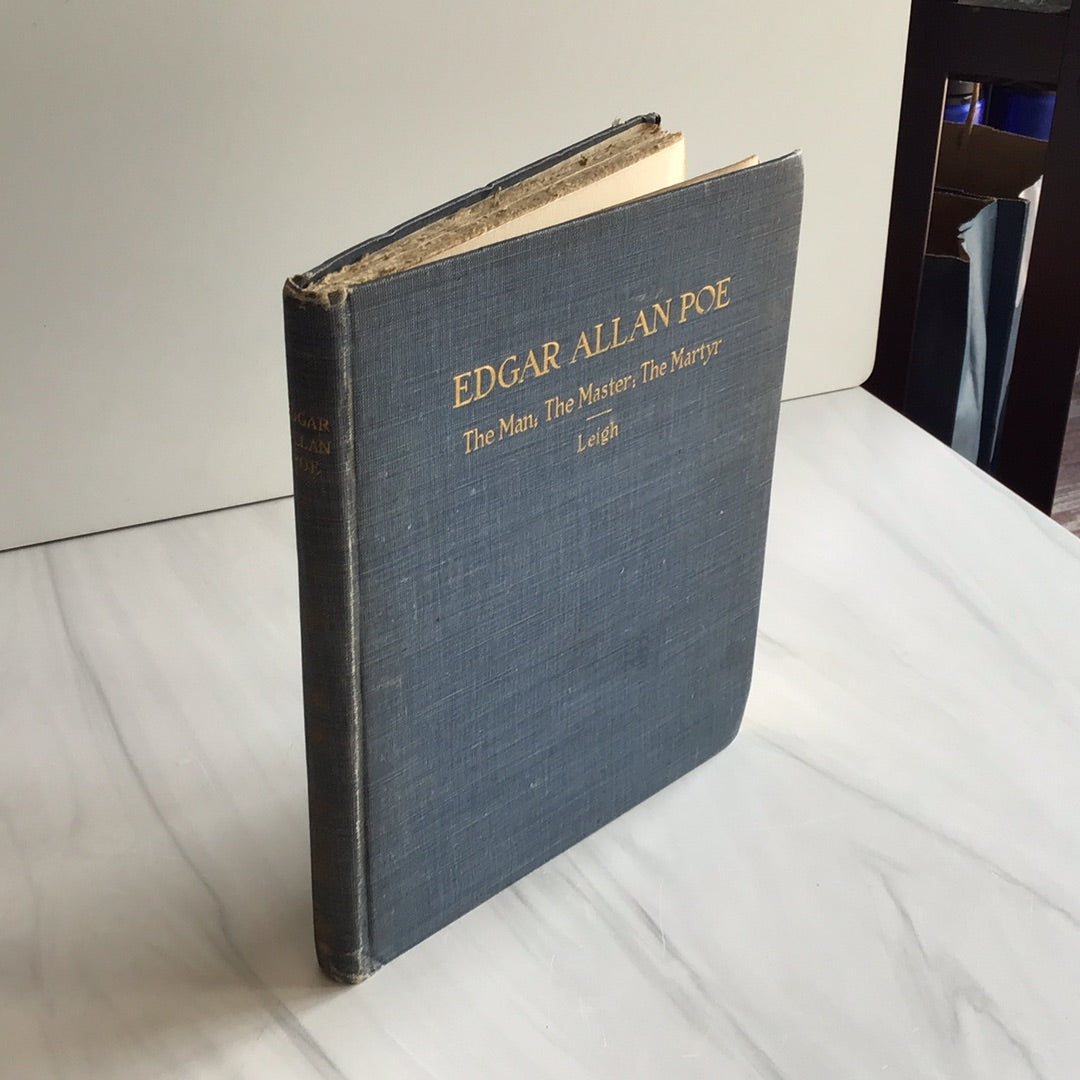 EDGAR ALLAN POE
The Man: The Master: The Martyr
Leigh
EDGAR
ALLAN
POE